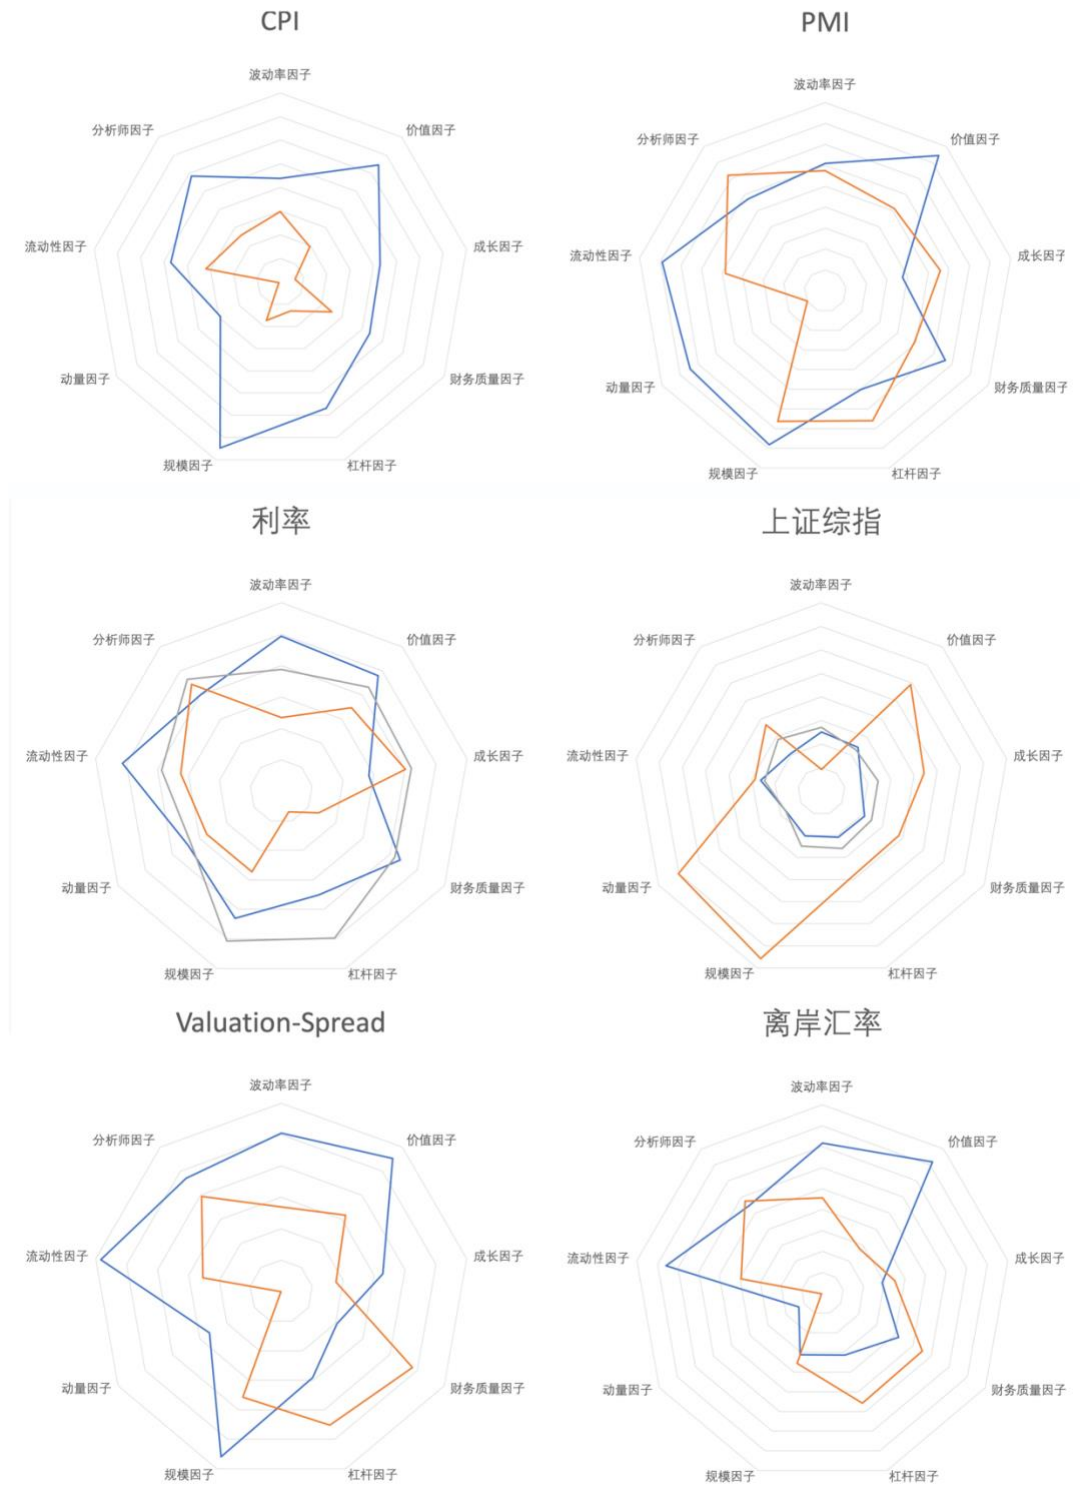 CPI
PMI
波动率因子
波动率因子
分析师因子
价值因子
分析师因子
价值因子
流动性因子
成长因子
流动性因子
成长因子
动量因子
财务质量因子
动量因子
财务质量因子
规模因子
杠杆因子
规模因子
杠杆因子
利率
上证综指
波动率因子
波动率因子
分析师因子
价值因子
分析师因子
价值因子
流动性因子
成长因子
流动性因子
成长因子
动量因子
财务质量因子
动量因子
财务质量因子
规模因子
杠杆因子
规模因子
杠杆因子
Valuation-Spread
离岸汇率
波动率因子
波动率因子
分析师因子
价值因子
分析师因子
价值因子
流动性因子
成长因子
流动性因子
成长因子
动量因子
财务质量因子
动量因子
财务质量因子
规模因子
杠杆因子
规模因子
杠杆因子